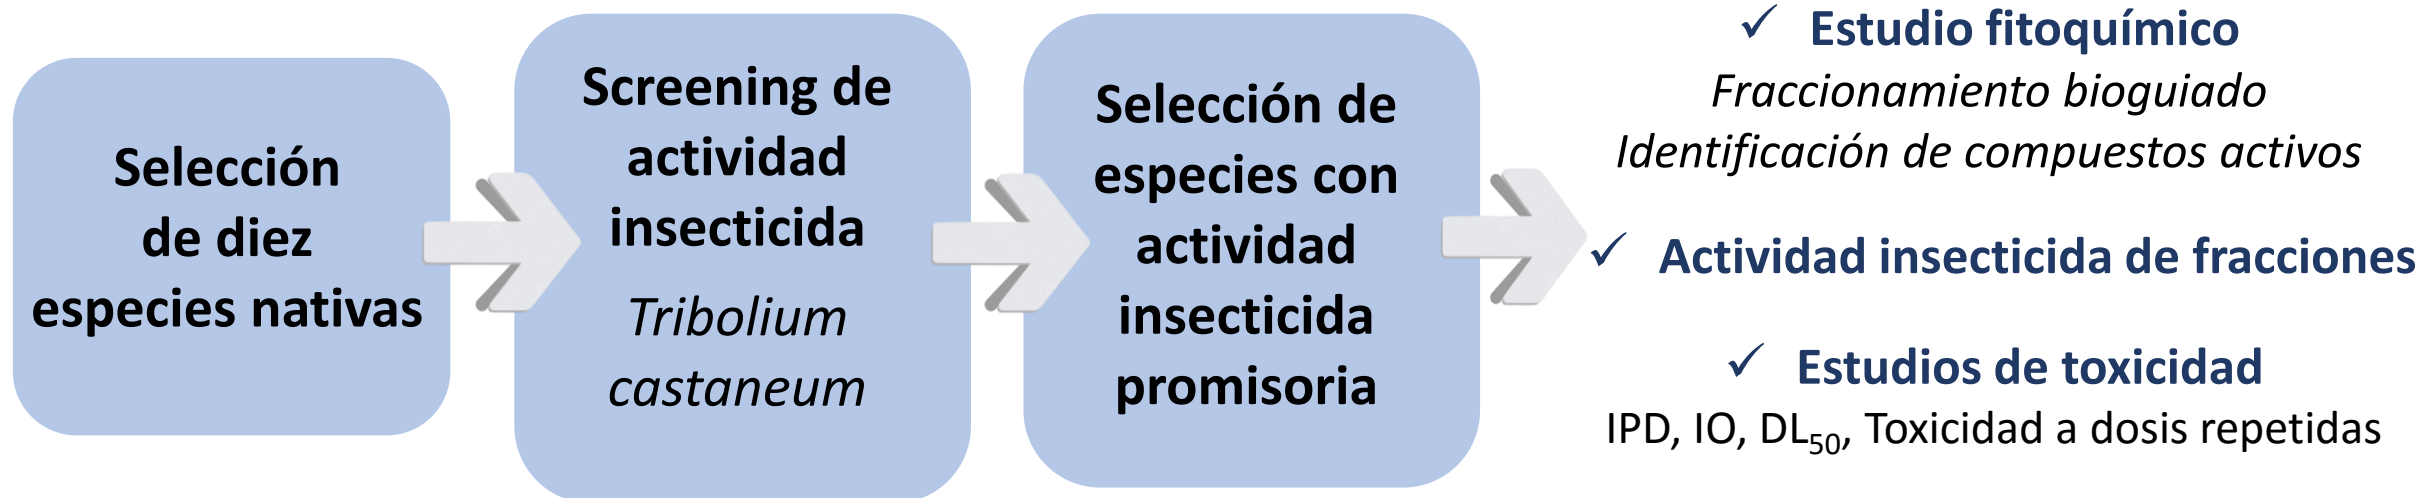 Selección
de diez
especies nativas
Screening de
actividad
insecticida
Tribolium
castaneum
Selección de
especies con
actividad
insecticida
promisoria
✓ Estudio fitoquímico
Fraccionamiento bioguiado
Identificación de compuestos activos
✓ Actividad insecticida de fracciones
✓ Estudios de toxicidad
IPD, IO, DL50, Toxicidad a dosis repetidas